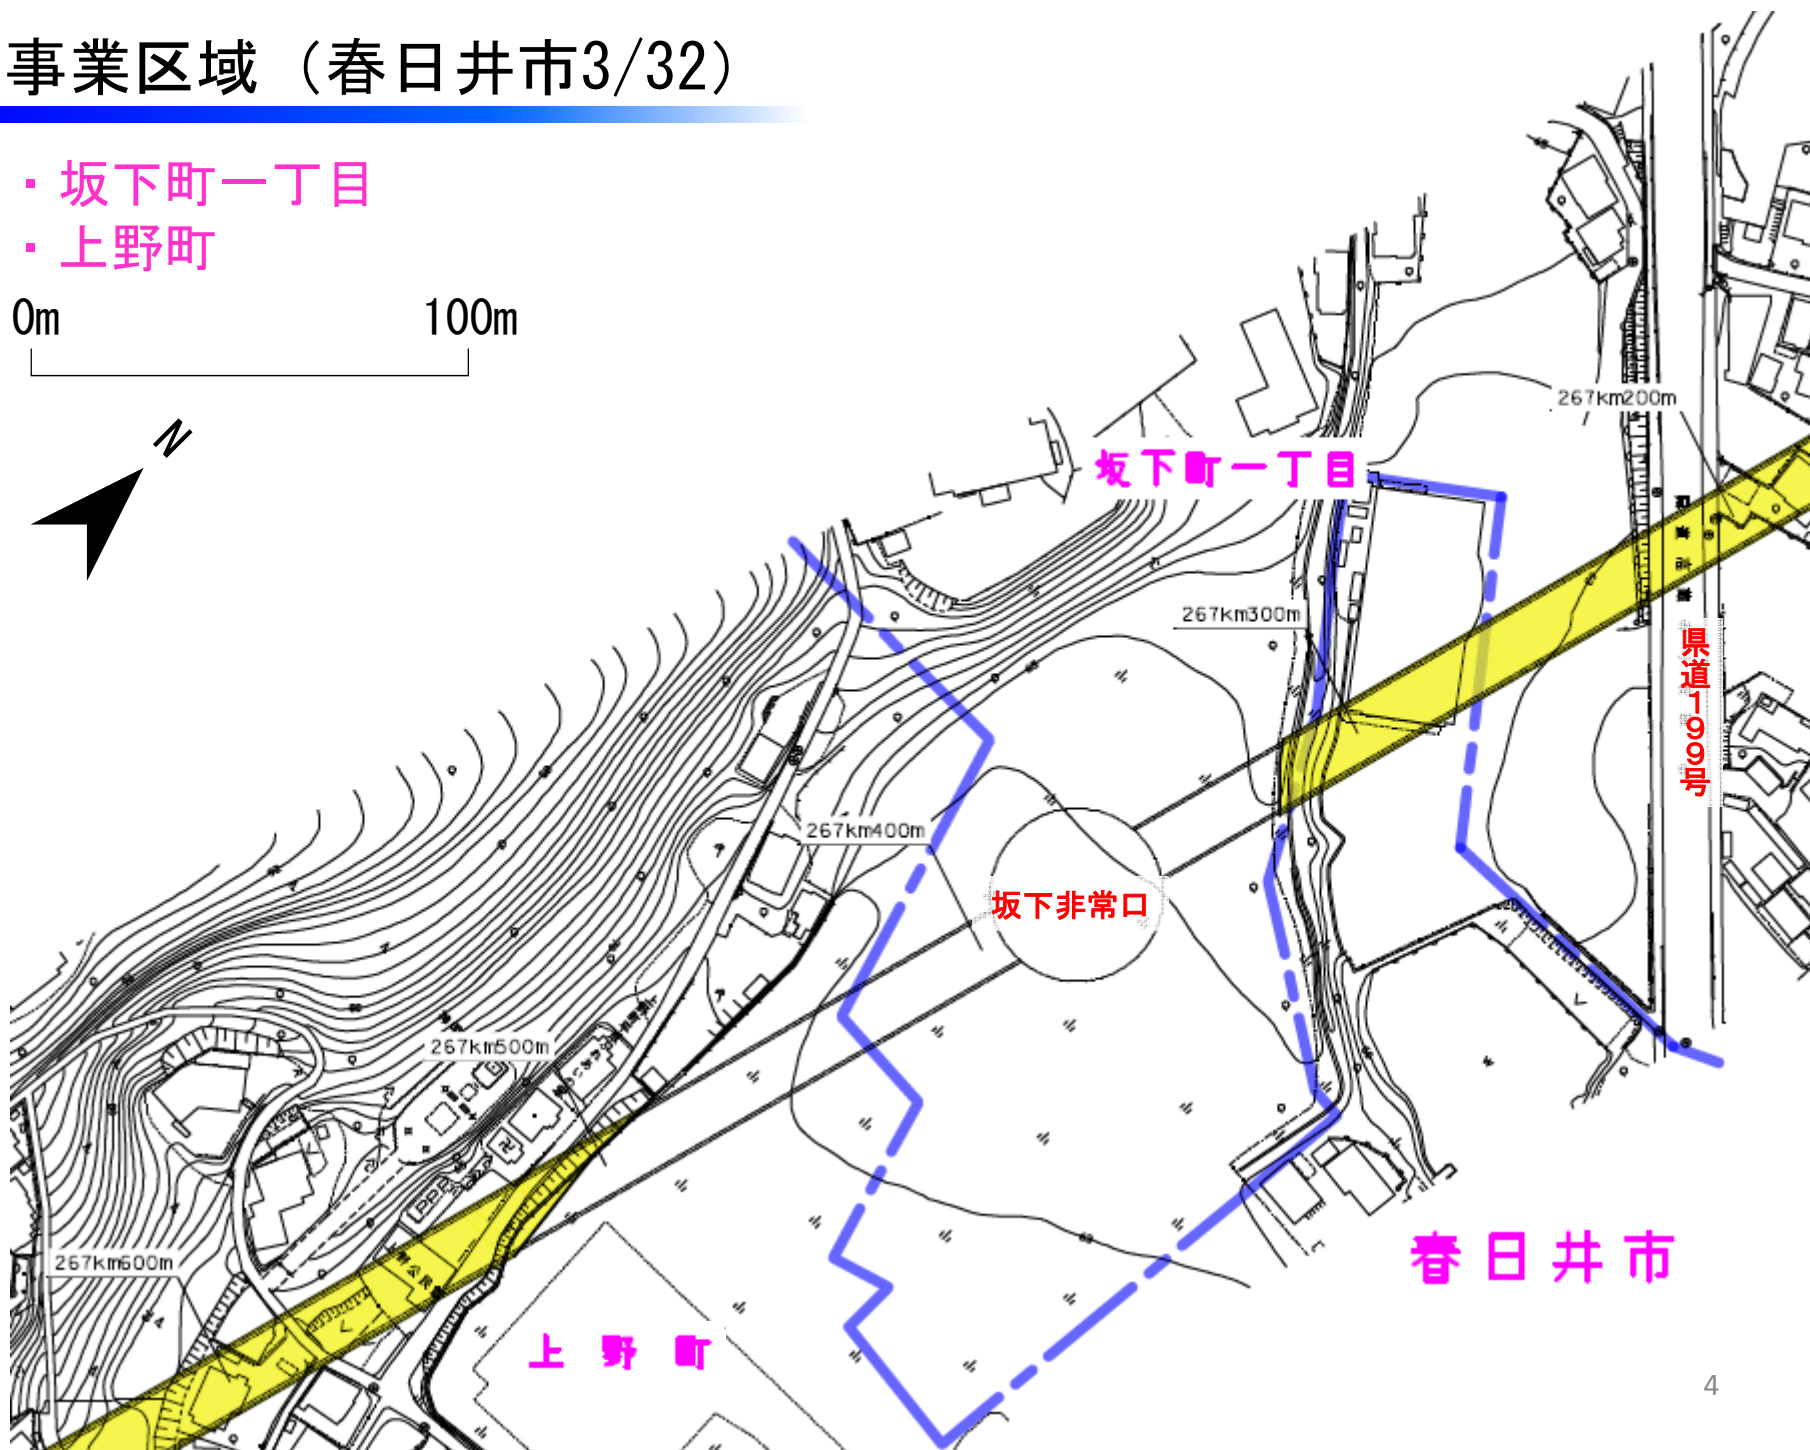 事業区域（春日井市3/32）
・坂下町一丁目
・上野町
0m 100m
N
267km200m
坂下町一丁目
267km300m
県道199号
267km400m
坂下非常口
267km500m
春日井市
267km600m
上野町
4